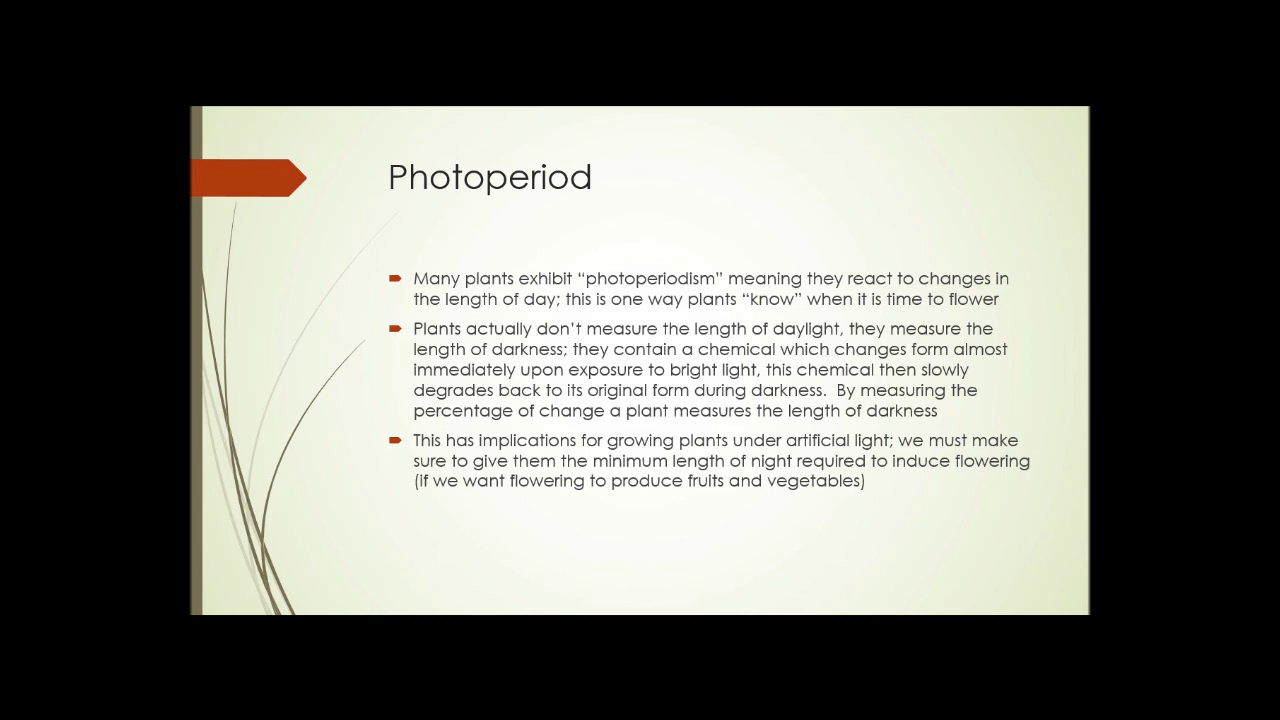 Photoperiod
Many plants exhibit “photoperiodism” meaning they react to changes in
the length of day; this is one way plants “know” when it is time to flower
Plants actually don’t measure the length of daylight, they measure the
length of darkness; they contain a chemical which changes form almost
immediately upon exposure to bright light, this chemical then slowly
degrades back to its original form during darkness.  By measuring the
percentage of change a plant measures the length of darkness
This has implications for growing plants under artificial light; we must make
sure to give them the minimum length of night required to induce flowering
(if we want flowering to produce fruits and vegetables)